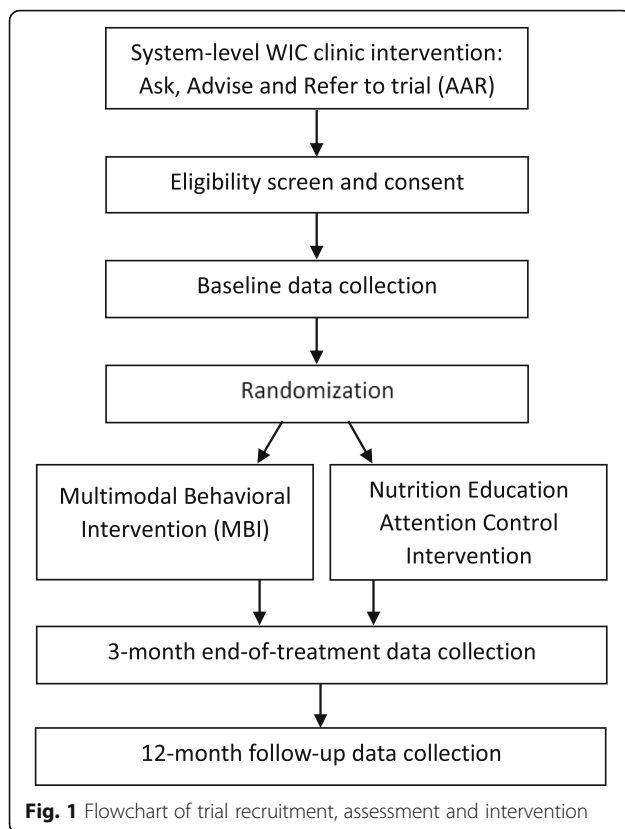 System-level WIC clinic intervention:
Ask, Advise and Refer to trial (AAR)
Eligibility screen and consent
Baseline data collection
Randomization
Multimodal Behavioral
Intervention (MBI)
Nutrition Education
Attention Control
Intervention
3-month end-of-treatment data collection
12-month follow-up data collection
Fig. 1 Flowchart of trial recruitment, assessment and intervention